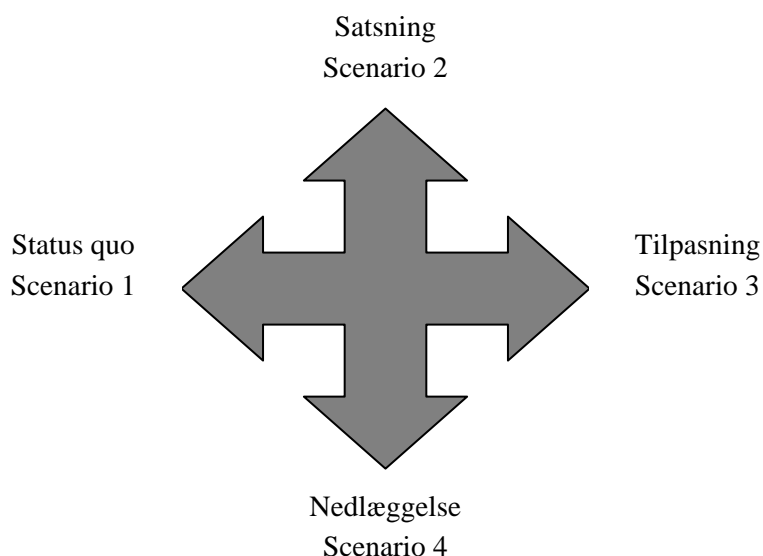 Satsning
Scenario 2
Status quo
Scenario 1
Tilpasning
Scenario 3
Nedlæggelse
Scenario 4